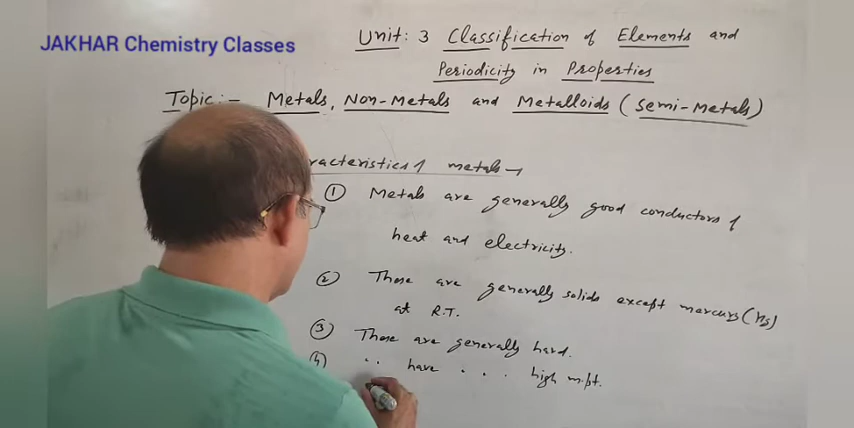 JAKHAR Chemistry Classes
Unit: 3 Classification of Elements and
Periodicity in Properties
Topic:- Metals, Non-Metals and Metalloids (Semi-Metals)
racteristics of metals →
① Metals are generally good conductors of
heat and electricity.
② These are generally solids except mercury (Hg)
at R.T.
③ These are generally hard.
④ ,, have . . . high m.pt.